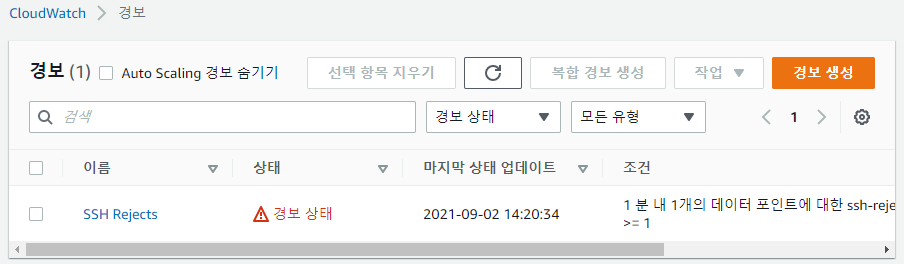 CloudWatch > 경보
경보 (1) Auto Scaling 경보 숨기기 선택 항목 지우기 복합 경보 생성 작업 경보 생성
검색 경보 상태 모든 유형 1
이름 상태 마지막 상태 업데이트 조건
SSH Rejects 경보 상태 2021-09-02 14:20:34 1 분 내 1개의 데이터 포인트에 대한 ssh-reje
>= 1